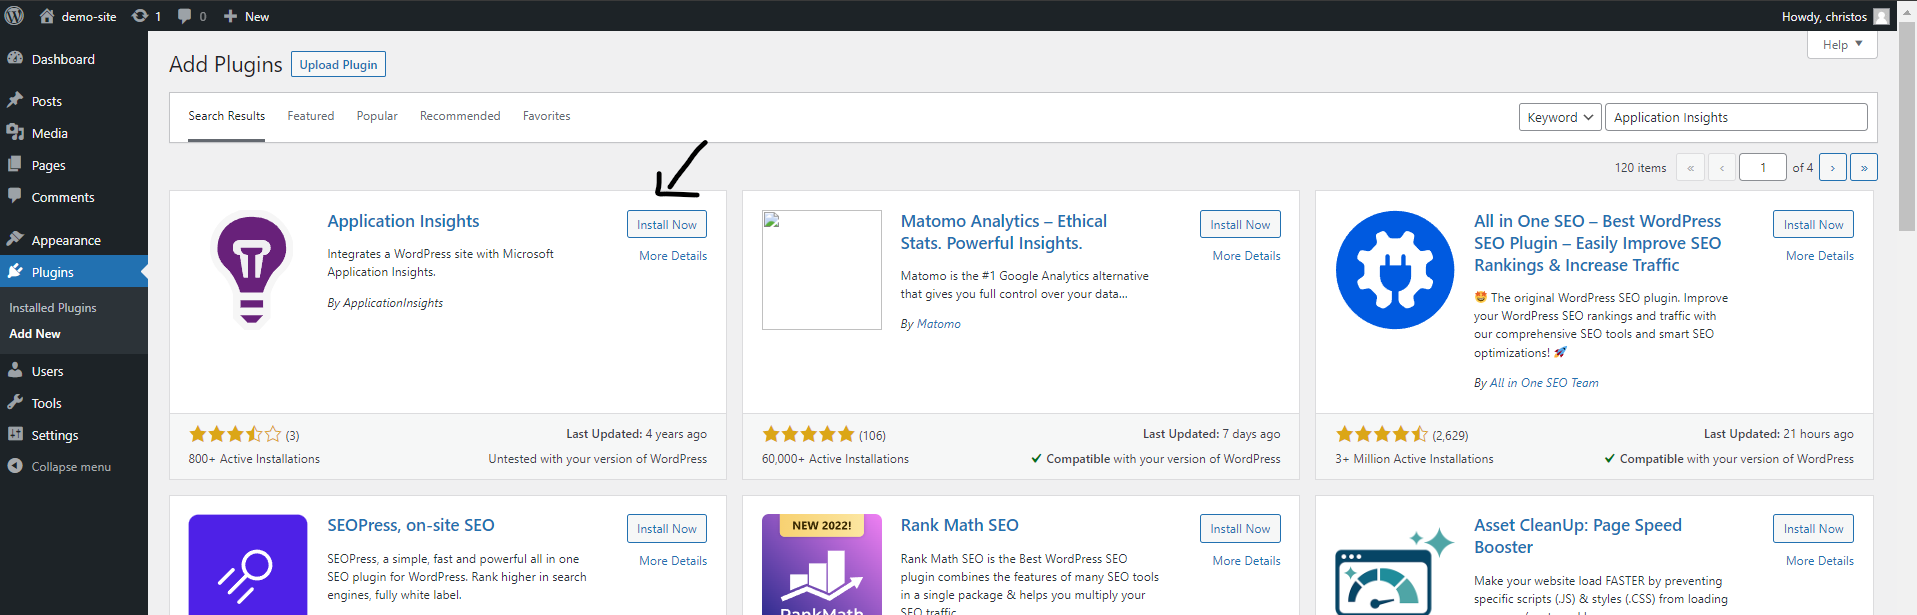 demo-site 1 0 New Howdy, christos
Dashboard
Posts
Media
Pages
Comments
Appearance
Plugins
Installed Plugins
Add New
Users
Tools
Settings
Collapse menu
Help
Add Plugins Upload Plugin
Search Results Featured Popular Recommended Favorites Keyword Application Insights
120 items « ‹ 1 of 4 › »
Application Insights
Install Now
More Details
Integrates a WordPress site with Microsoft
Application Insights.
By ApplicationInsights
(3) Last Updated: 4 years ago
800+ Active Installations Untested with your version of WordPress
Matomo Analytics – Ethical
Stats. Powerful Insights.
Install Now
More Details
Matomo is the #1 Google Analytics alternative
that gives you full control over your data...
By Matomo
(106) Last Updated: 7 days ago
60,000+ Active Installations ✓ Compatible with your version of WordPress
All in One SEO – Best WordPress
SEO Plugin – Easily Improve SEO
Rankings & Increase Traffic
Install Now
More Details
🤩 The original WordPress SEO plugin. Improve
your WordPress SEO rankings and traffic with
our comprehensive SEO tools and smart SEO
optimizations! 🚀
By All in One SEO Team
(2,629) Last Updated: 21 hours ago
3+ Million Active Installations ✓ Compatible with your version of WordPress
SEOPress, on-site SEO
Install Now
More Details
SEOPress, a simple, fast and powerful all in one
SEO plugin for WordPress. Rank higher in search
engines, fully white label.
NEW 2022!
RankMath
Rank Math SEO
Install Now
More Details
Rank Math SEO is the Best WordPress SEO
plugin combines the features of many SEO tools
in a single package & helps you multiply your
SEO traffic
Asset CleanUp: Page Speed
Booster
Install Now
More Details
Make your website load FASTER by preventing
specific scripts (JS) & styles (.CSS) from loading